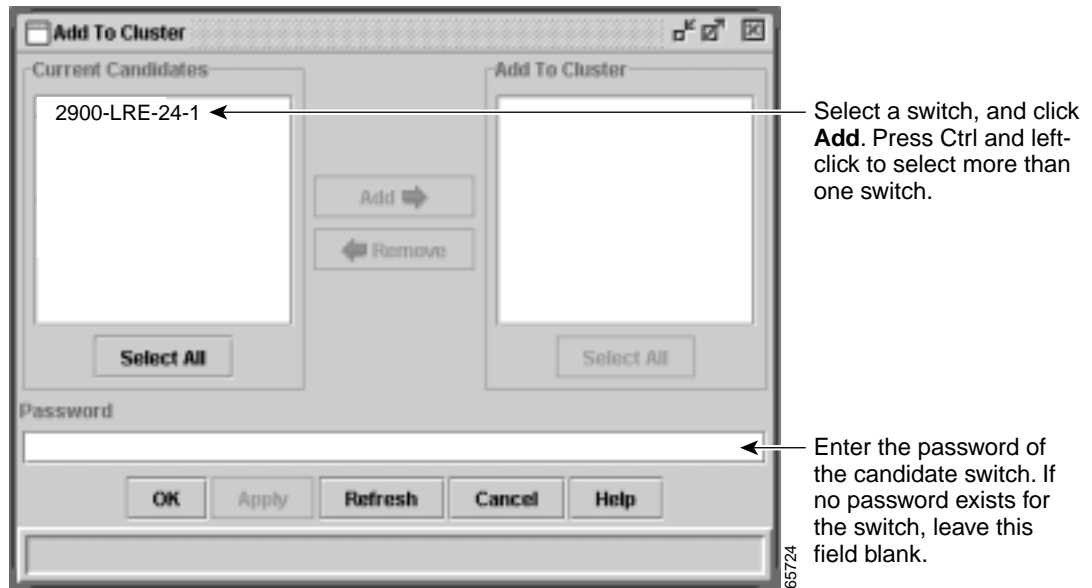 Add To Cluster
Current Candidates
Add To Cluster
2900-LRE-24-1
Select a switch, and click
Add. Press Ctrl and left-
click to select more than
one switch.
Add
Remove
Select All
Select All
Password
Enter the password of
the candidate switch. If
no password exists for
the switch, leave this
field blank.
OK
Apply
Refresh
Cancel
Help
65724